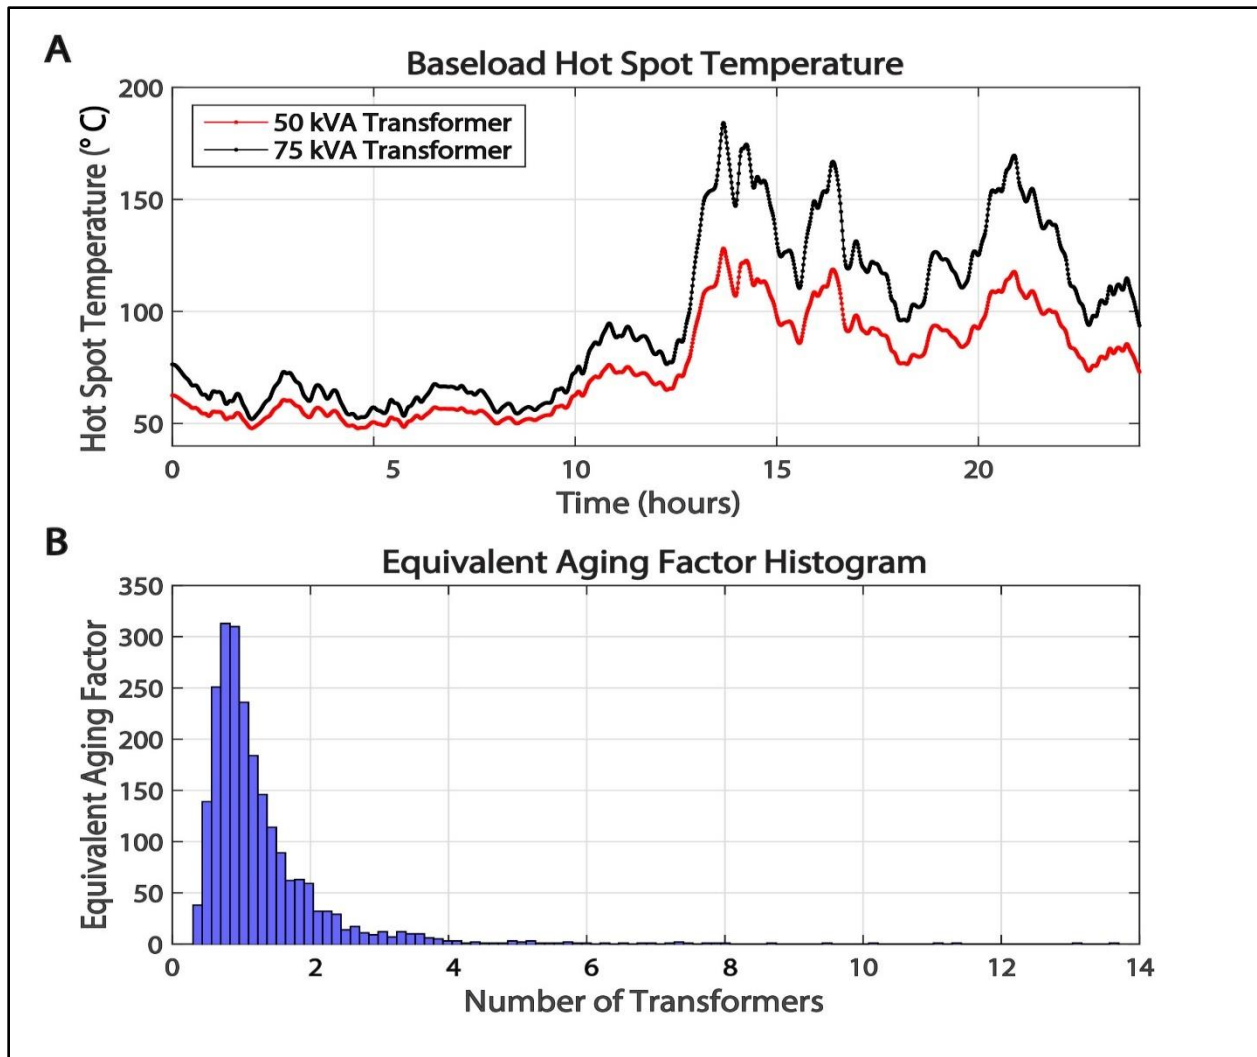 A
Baseload Hot Spot Temperature
Hot Spot Temperature (° C)
200
150
100
50
50 kVA Transformer
75 kVA Transformer
0 5 10 15 20
Time (hours)
B
Equivalent Aging Factor Histogram
Equivalent Aging Factor
350
300
250
200
150
100
50
0
0 2 4 6 8 10 12 14
Number of Transformers